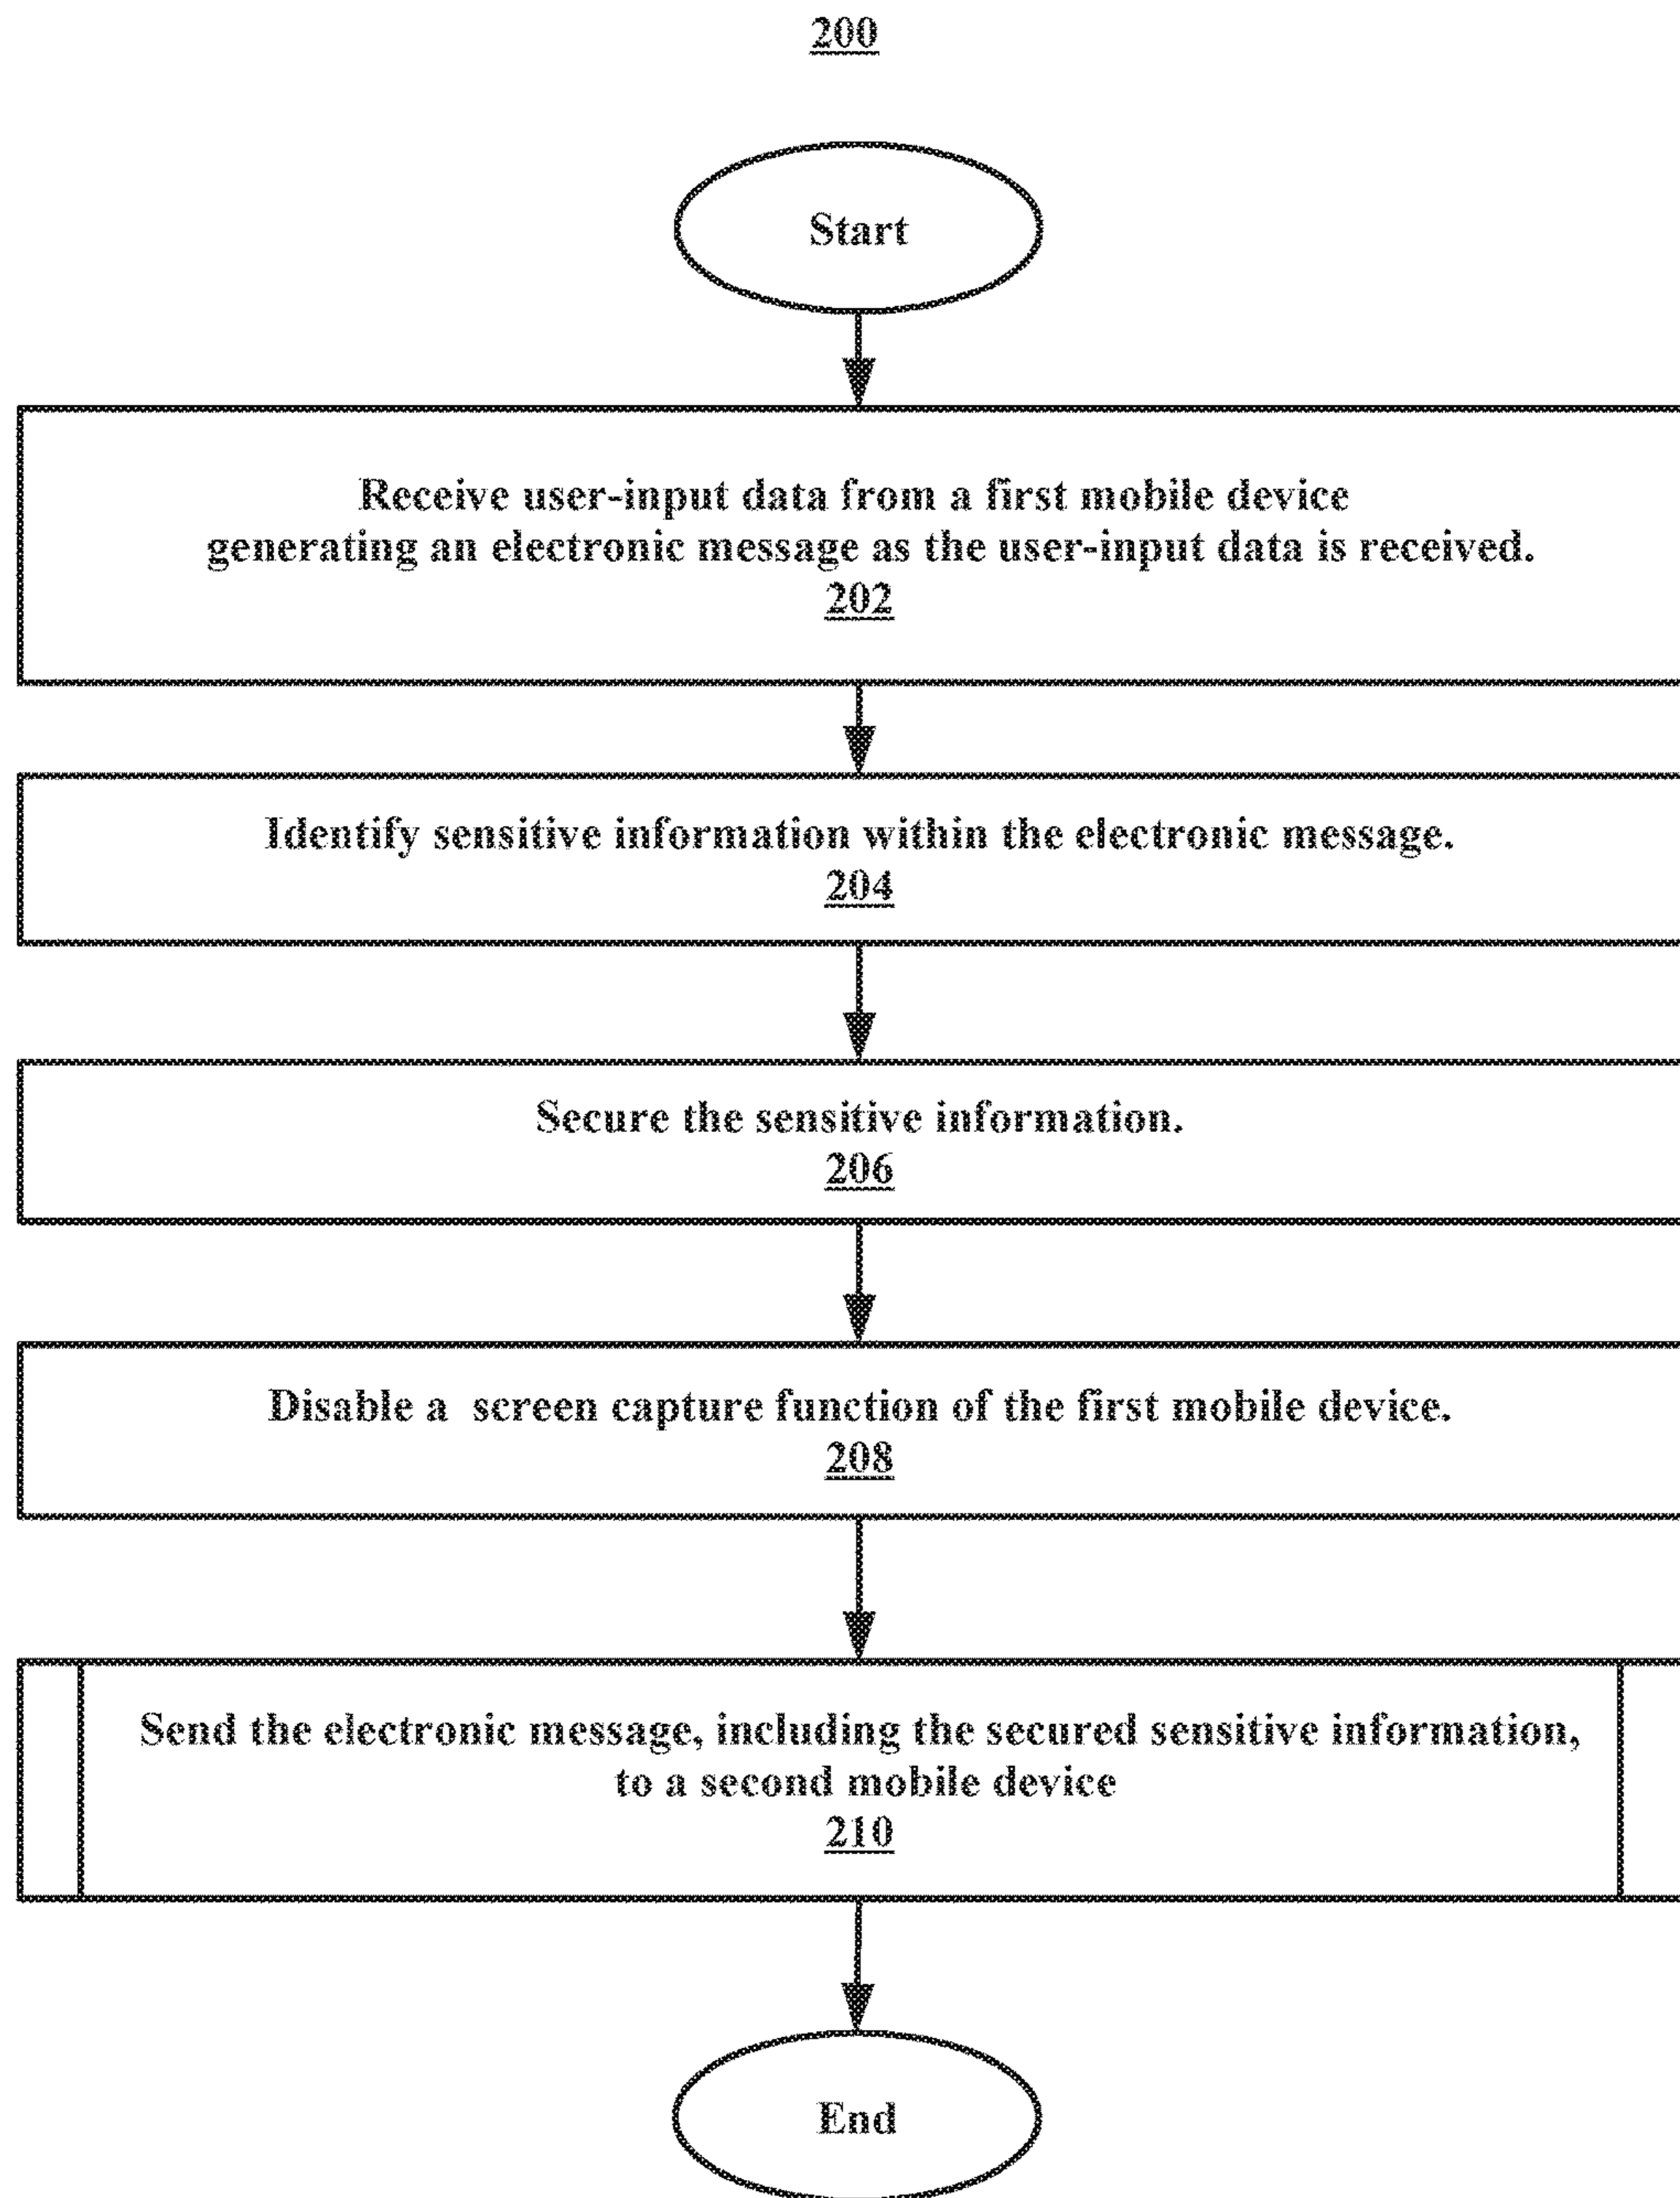 200
Start
Receive user-input data from a first mobile device
generating an electronic message as the user-input data is received.
202
Identify sensitive information within the electronic message.
204
Secure the sensitive information.
206
Disable a screen capture function of the first mobile device.
208
Send the electronic message, including the secured sensitive information,
to a second mobile device
210
End